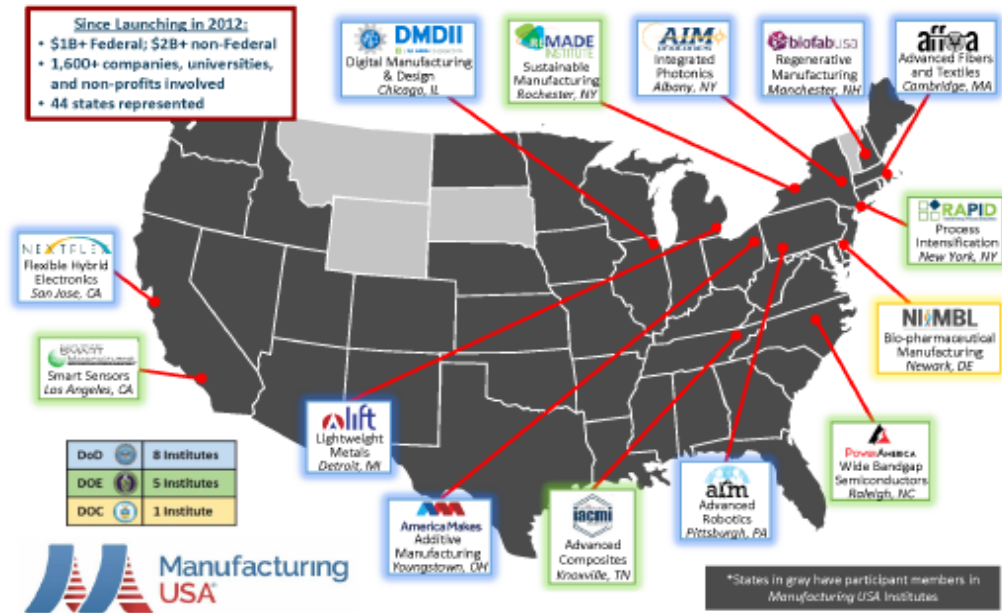 Since Launching in 2012:
• $1B+ Federal; $2B+ non-Federal
• 1,600+ companies, universities,
and non-profits involved
• 44 states represented
DMDII
Digital Manufacturing
& Design
Chicago, IL
REMADE
INSTITUTE
Sustainable
Manufacturing
Rochester, NY
AIM
photonics
Integrated
Photonics
Albany, NY
biofabusa
Regenerative
Manufacturing
Manchester, NH
affoa
Advanced Fibers
and Textiles
Cambridge, MA
RAPID
Process
Intensification
New York, NY
NEXTFLEX
Flexible Hybrid
Electronics
San Jose, CA
NIIMBL
Bio-pharmaceutical
Manufacturing
Newark, DE
Smart Sensors
Los Angeles, CA
lift
Lightweight
Metals
Detroit, MI
PowerAmerica
Wide Bandgap
Semiconductors
Raleigh, NC
DoD 8 Institutes
DOE 5 Institutes
DOC 1 Institute
America Makes
Additive
Manufacturing
Youngstown, OH
iacmi
Advanced
Composites
Knoxville, TN
arm
Advanced
Robotics
Pittsburgh, PA
Manufacturing
USA®
*States in gray have participant members in
Manufacturing USA Institutes